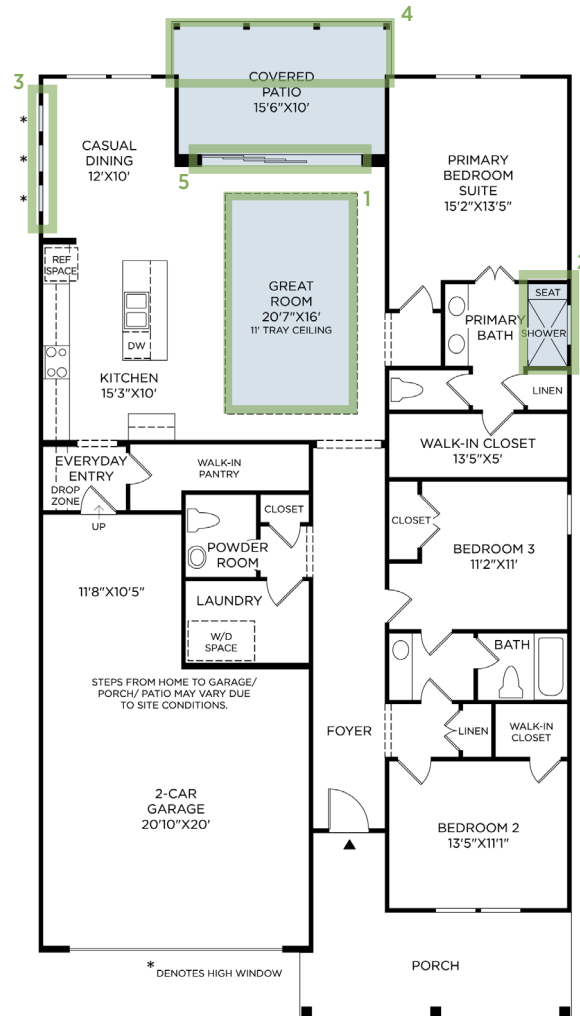 4
COVERED
PATIO
15'6"X10'
3
*
*
*
CASUAL
DINING
12'X10'
5
PRIMARY
BEDROOM
SUITE
15'2"X13'5"
1
GREAT
ROOM
20'7"X16'
11' TRAY CEILING
REF
SPACE
DW
KITCHEN
15'3"X10'
2
SEAT
SHOWER
PRIMARY
BATH
LINEN
WALK-IN CLOSET
13'5"X5'
EVERYDAY
ENTRY
DROP
ZONE
UP
WALK-IN
PANTRY
CLOSET
POWDER
ROOM
LAUNDRY
W/D
SPACE
CLOSET
BEDROOM 3
11'2"X11'
11'8"X10'5"
BATH
STEPS FROM HOME TO GARAGE/
PORCH/ PATIO MAY VARY DUE
TO SITE CONDITIONS.
FOYER
LINEN
WALK-IN
CLOSET
2-CAR
GARAGE
20'10"X20'
BEDROOM 2
13'5"X11'1"
* DENOTES HIGH WINDOW
PORCH